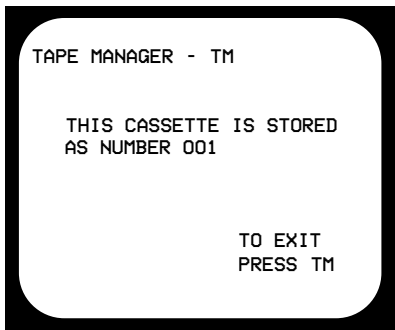 TAPE MANAGER - TM
THIS CASSETTE IS STORED
AS NUMBER 001
TO EXIT
PRESS TM